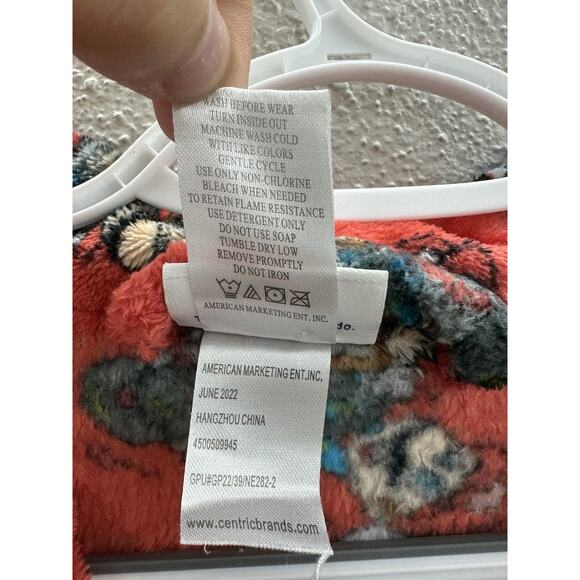 WASH BEFORE WEAR
TURN INSIDE OUT
MACHINE WASH COLD
WITH LIKE COLORS
GENTLE CYCLE
USE ONLY NON-CHLORINE
BLEACH WHEN NEEDED
TO RETAIN FLAME RESISTANCE
USE DETERGENT ONLY
DO NOT USE SOAP
TUMBLE DRY LOW
REMOVE PROMPTLY
DO NOT IRON
AMERICAN MARKETING ENT. INC.
do.
AMERICAN MARKETING ENT.INC.
JUNE 2022
HANGZHOU CHINA
4500509945
GPU#GP22/39/NE282-2
www.centricbrands.com